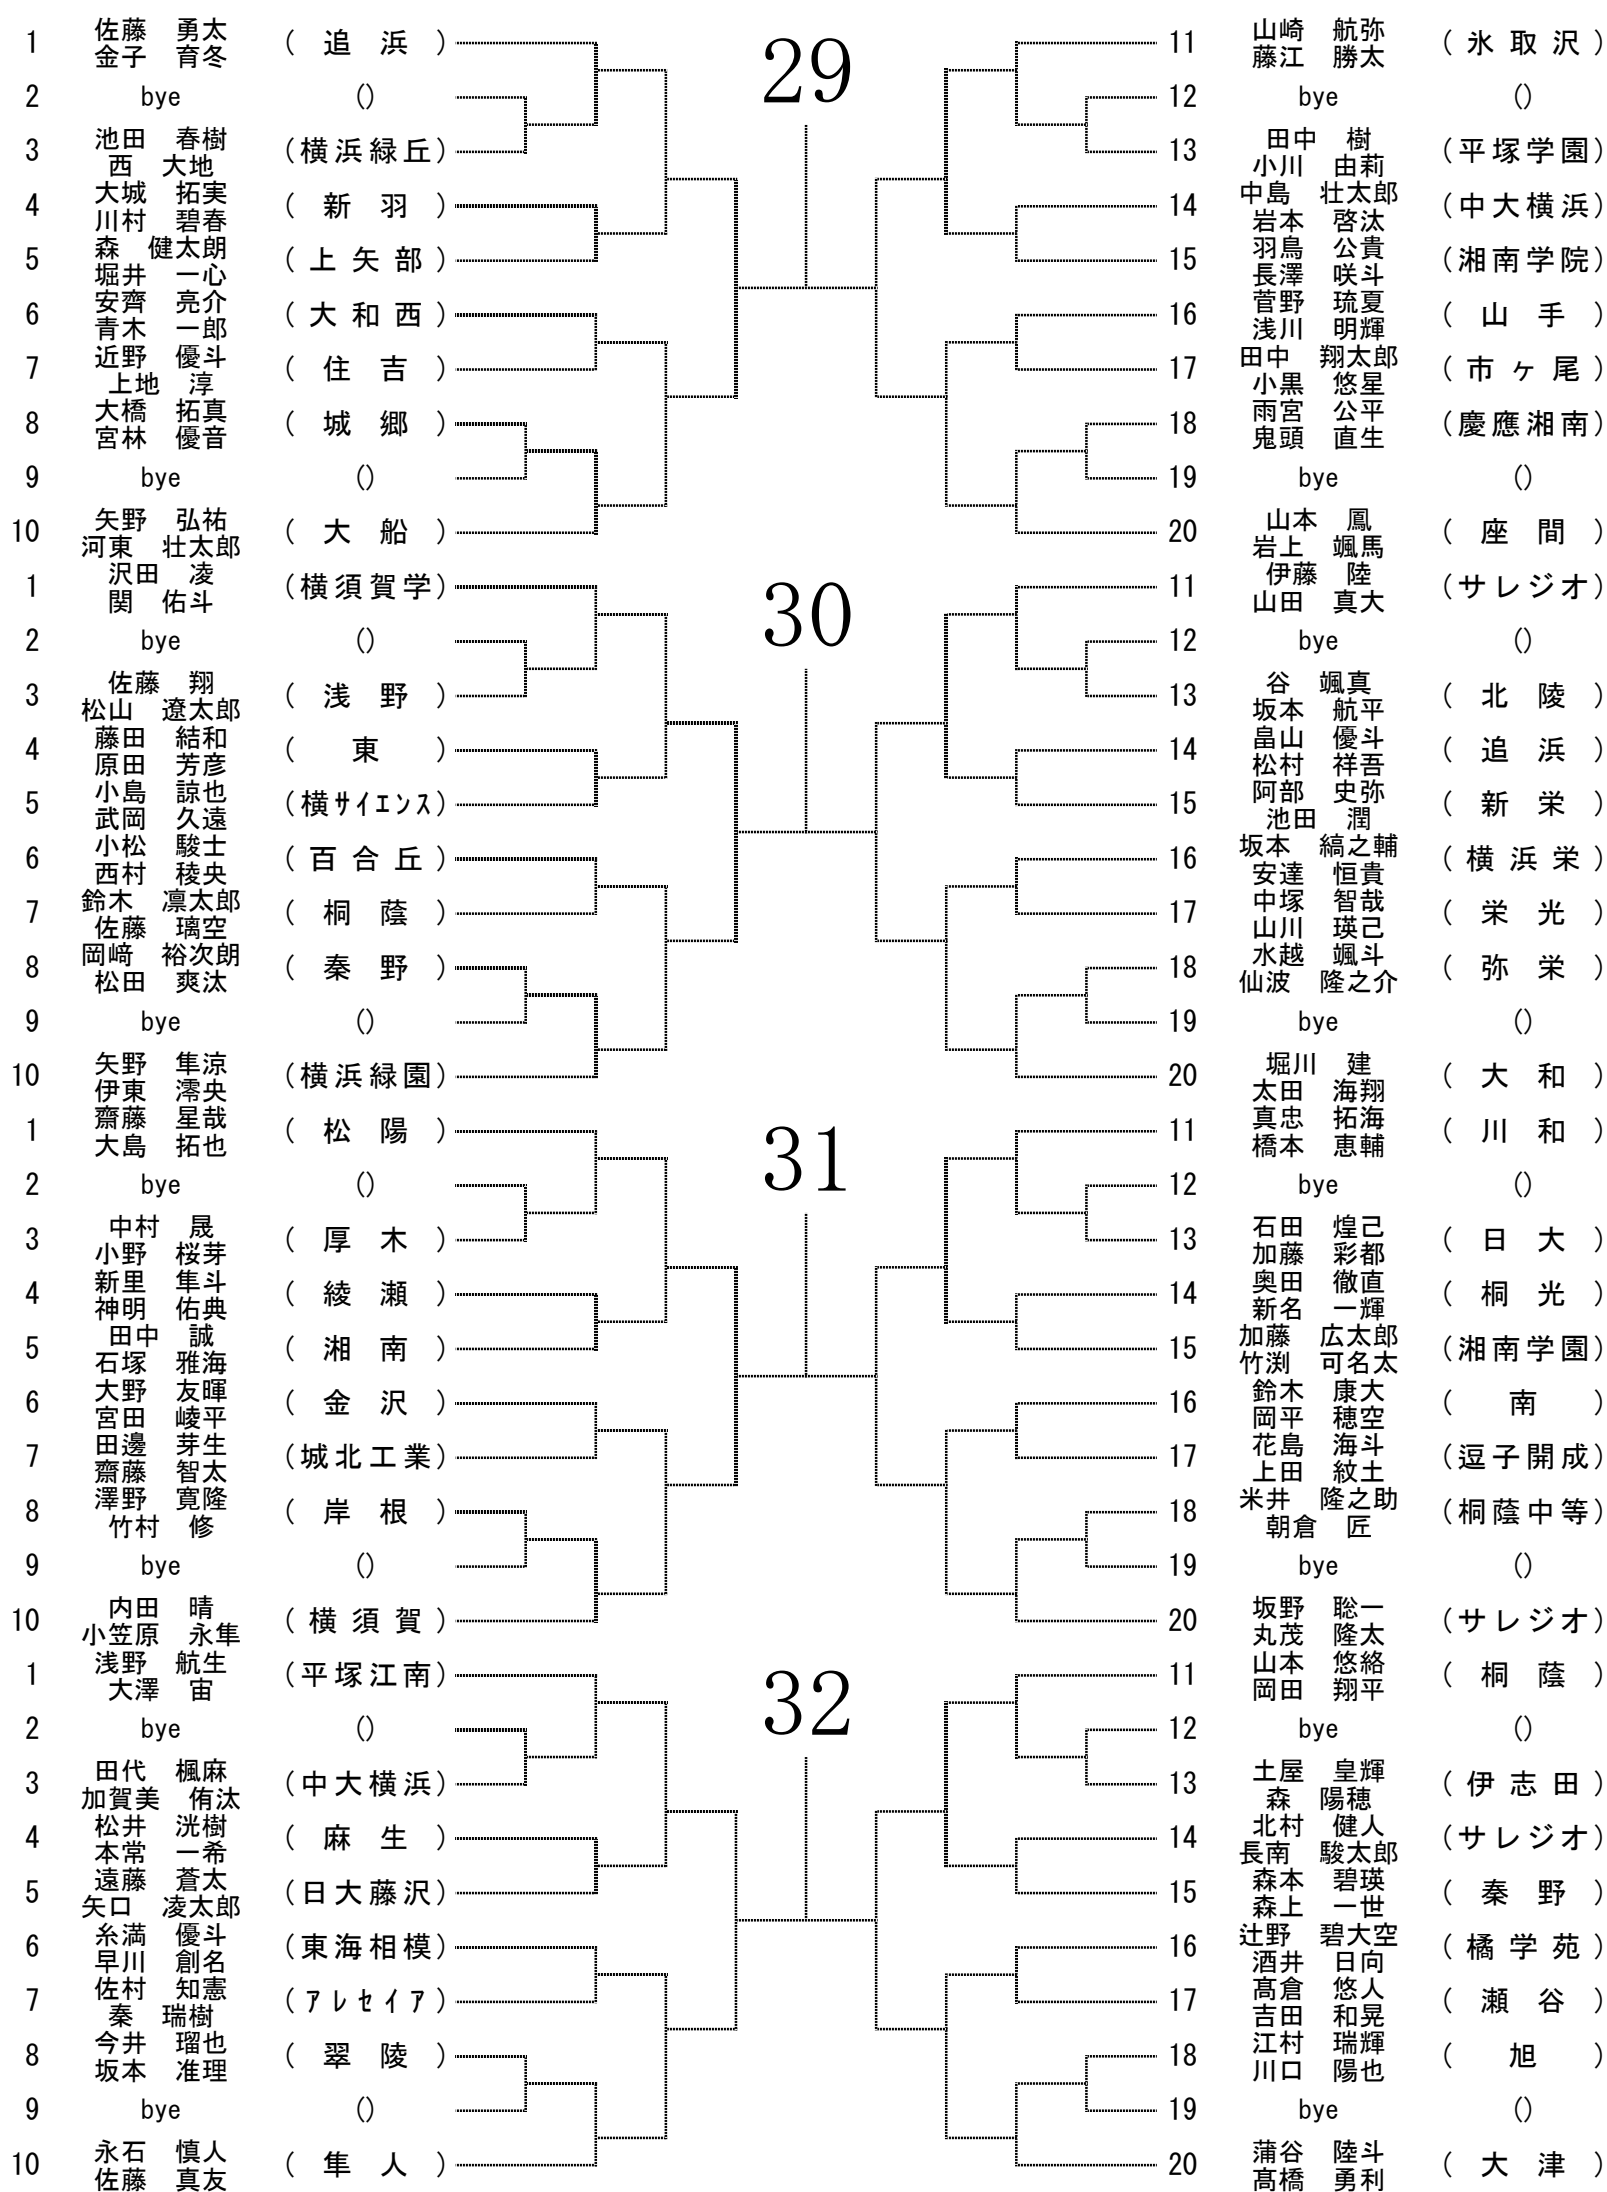 29
1 佐藤 勇太 (追浜)
金子 育冬
2 bye ()
3 池田 春樹 (横浜緑丘)
西 大地
4 大城 拓実 (新羽)
川村 碧春
5 森 健太朗 (上矢部)
堀井 一心
6 安齊 亮介 (大和西)
青木 一郎
7 近野 優斗 (住吉)
上地 淳
8 大橋 拓真 (城郷)
宮林 優音
9 bye ()
10 矢野 弘祐 (大船)
河東 壮太郎
11 山崎 航弥 (氷取沢)
藤江 勝太
12 bye ()
13 田中 樹 (平塚学園)
小川 由莉
14 中島 壮太郎 (中大横浜)
岩本 啓汰
15 羽鳥 公貴 (湘南学院)
長澤 咲斗
16 菅野 琉夏 (山手)
浅川 明輝
17 田中 翔太郎 (市ヶ尾)
小黒 悠星
18 雨宮 公平 (慶應湘南)
鬼頭 直生
19 bye ()
20 山本 鳳 (座間)
岩上 颯馬
30
1 沢田 凌 (横須賀学)
関 佑斗
2 bye ()
3 佐藤 翔 (浅野)
松山 遼太郎
4 藤田 結和 (東)
原田 芳彦
5 小島 諒也 (横サイエンス)
武岡 久遠
6 小松 駿士 (百合丘)
西村 稜央
7 鈴木 凛太郎 (桐蔭)
佐藤 璃空
8 岡﨑 裕次朗 (秦野)
松田 爽汰
9 bye ()
10 矢野 隼涼 (横浜緑園)
伊東 澪央
11 伊藤 陸 (サレジオ)
山田 真大
12 bye ()
13 谷 颯真 (北陵)
坂本 航平
14 畠山 優斗 (追浜)
松村 祥吾
15 阿部 史弥 (新栄)
池田 潤
16 坂本 縞之輔 (横浜栄)
安達 恒貴
17 中塚 智哉 (栄光)
山川 瑛己
18 水越 颯斗 (弥栄)
仙波 隆之介
19 bye ()
20 堀川 建 (大和)
太田 海翔
31
1 齋藤 星哉 (松陽)
大島 拓也
2 bye ()
3 中村 晟 (厚木)
小野 桜芽
4 新里 隼斗 (綾瀬)
神明 佑典
5 田中 誠 (湘南)
石塚 雅海
6 大野 友暉 (金沢)
宮田 崚平
7 田邊 芽生 (城北工業)
齋藤 智太
8 澤野 寛隆 (岸根)
竹村 修
9 bye ()
10 内田 晴 (横須賀)
小笠原 永隼
11 真忠 拓海 (川和)
橋本 恵輔
12 bye ()
13 石田 煌己 (日大)
加藤 彩都
14 奥田 徹直 (桐光)
新名 一輝
15 加藤 広太郎 (湘南学園)
竹渕 可名太
16 鈴木 康大 (南)
岡平 穂空
17 花島 海斗 (逗子開成)
上田 紋土
18 米井 隆之助 (桐蔭中等)
朝倉 匠
19 bye ()
20 坂野 聡一 (サレジオ)
丸茂 隆太
32
1 浅野 航生 (平塚江南)
大澤 宙
2 bye ()
3 田代 楓麻 (中大横浜)
加賀美 侑汰
4 松井 洸樹 (麻生)
本常 一希
5 遠藤 蒼太 (日大藤沢)
矢口 凌太郎
6 糸満 優斗 (東海相模)
早川 創名
7 佐村 知憲 (アレセイア)
秦 瑞樹
8 今井 瑠也 (翠陵)
坂本 准理
9 bye ()
10 永石 慎人 (隼人)
佐藤 真友
11 山本 悠絡 (桐蔭)
岡田 翔平
12 bye ()
13 土屋 皇輝 (伊志田)
森 陽穂
14 北村 健人 (サレジオ)
長南 駿太郎
15 森本 碧瑛 (秦野)
森上 一世
16 辻野 碧大空 (橘学苑)
酒井 日向
17 髙倉 悠人 (瀬谷)
吉田 和晃
18 江村 瑞輝 (旭)
川口 陽也
19 bye ()
20 蒲谷 陸斗 (大津)
髙橋 勇利